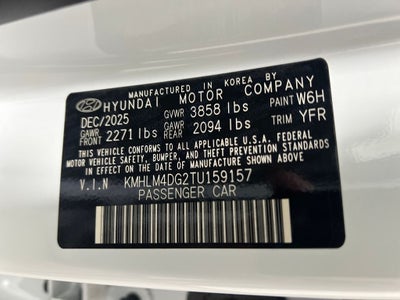 MANUFACTURED IN KOREA BY
HYUNDAI MOTOR COMPANY
DEC/2025 GVWR 3858 lbs PAINT W6H
GAWR FRONT 2271 lbs GAWR REAR 2094 lbs TRIM YFR
THIS VEHICLE CONFORMS TO ALL APPLICABLE U.S.A FEDERAL
MOTOR VEHICLE SAFETY, BUMPER, AND THEFT PREVENTION
STANDARDS IN EFFECT ON THE DATE OF MANUFACTURE SHOWN ABOVE.
V.I.N KMHLM4DG2TU159157
PASSENGER CAR